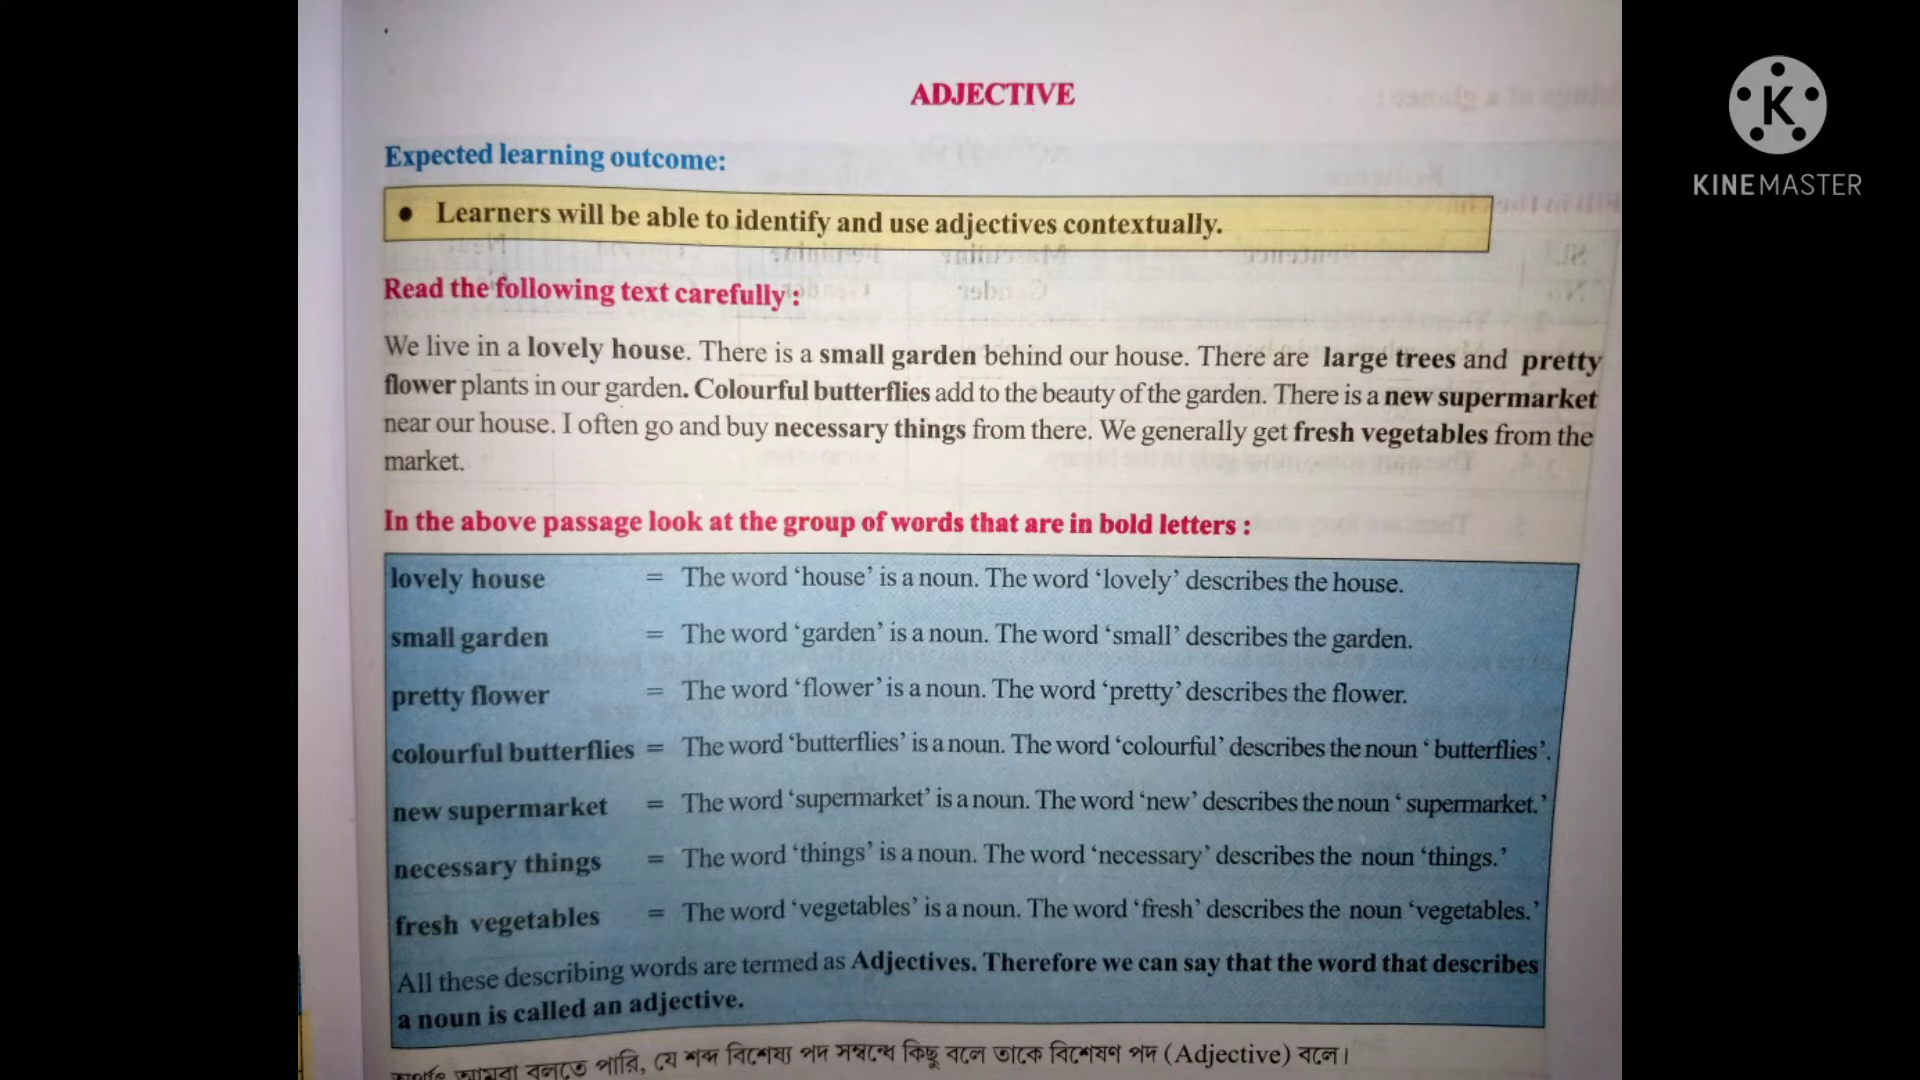 ADJECTIVE
KINEMASTER
Expected learning outcome:
• Learners will be able to identify and use adjectives contextually.
Read the following text carefully :
We live in a lovely house. There is a small garden behind our house. There are large trees and pretty
flower plants in our garden. Colourful butterflies add to the beauty of the garden. There is a new supermarket
near our house. I often go and buy necessary things from there. We generally get fresh vegetables from the
market.
In the above passage look at the group of words that are in bold letters :
lovely house = The word ‘house’ is a noun. The word ‘lovely’ describes the house.
small garden = The word ‘garden’ is a noun. The word ‘small’ describes the garden.
pretty flower = The word ‘flower’ is a noun. The word ‘pretty’ describes the flower.
colourful butterflies = The word ‘butterflies’ is a noun. The word ‘colourful’ describes the noun ‘ butterflies’.
new supermarket = The word ‘supermarket’ is a noun. The word ‘new’ describes the noun ‘ supermarket.’
necessary things = The word ‘things’ is a noun. The word ‘necessary’ describes the noun ‘things.’
fresh vegetables = The word ‘vegetables’ is a noun. The word ‘fresh’ describes the noun ‘vegetables.’
All these describing words are termed as Adjectives. Therefore we can say that the word that describes
a noun is called an adjective.
আমরা বলতে পারি, যে শব্দ বিশেষ্য পদ সম্বন্ধে কিছু বলে তাকে বিশেষণ পদ (Adjective) বলে।